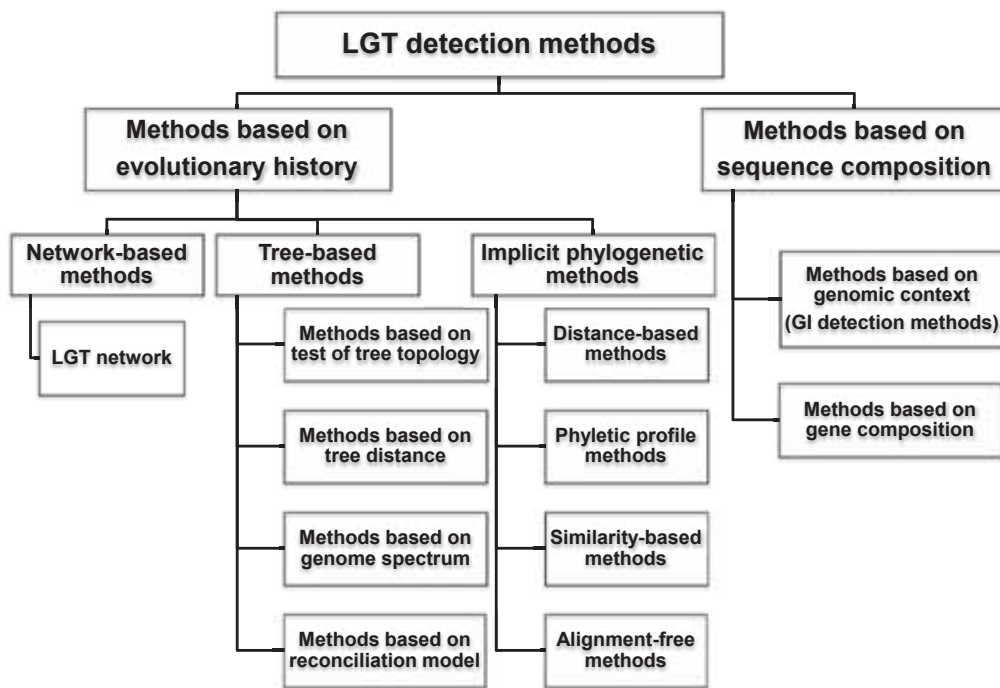 LGT detection methods
Methods based on
evolutionary history
Methods based on
sequence composition
Network-based
methods
Tree-based
methods
Implicit phylogenetic
methods
LGT network
Methods based on
test of tree topology
Methods based on
tree distance
Methods based on
genome spectrum
Methods based on
reconciliation model
Distance-based
methods
Phyletic profile
methods
Similarity-based
methods
Alignment-free
methods
Methods based on
genomic context
(GI detection methods)
Methods based on
gene composition